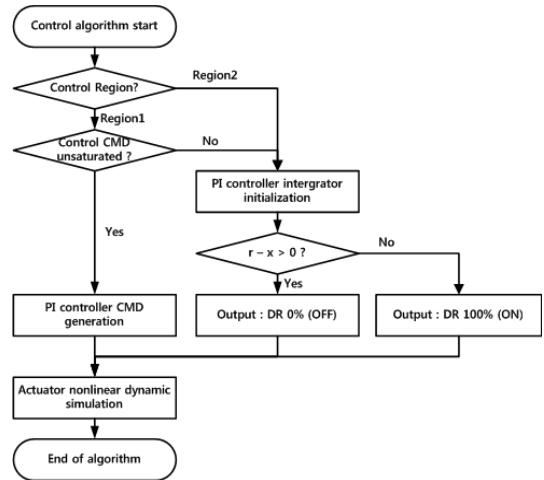 Control algorithm start
Control Region?
Region2
Region1
Control CMD
unsaturated ?
No
PI controller intergrator
initialization
Yes
r – x > 0 ?
No
Yes
PI controller CMD
generation
Output : DR 0% (OFF)
Output : DR 100% (ON)
Actuator nonlinear dynamic
simulation
End of algorithm